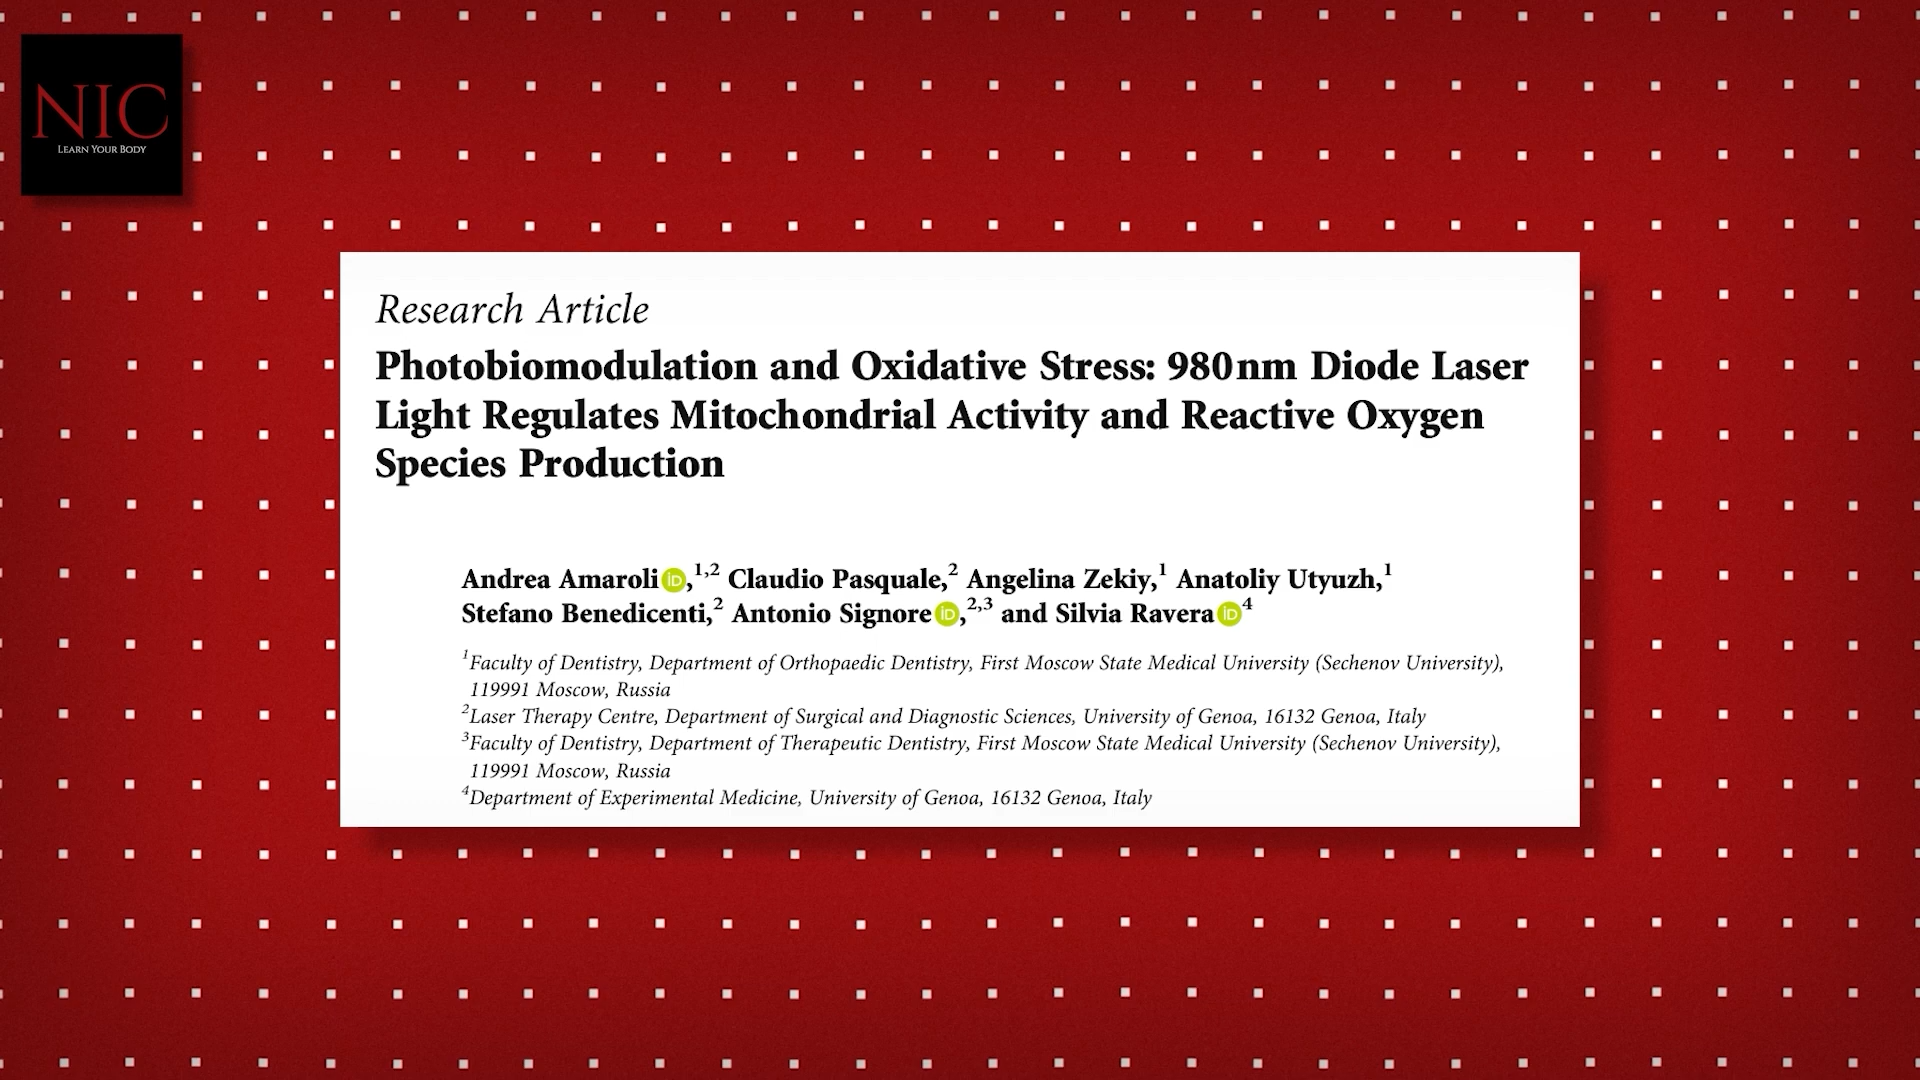 NIC
LEARN YOUR BODY
Research Article
Photobiomodulation and Oxidative Stress: 980 nm Diode Laser
Light Regulates Mitochondrial Activity and Reactive Oxygen
Species Production
Andrea Amaroli iD,1,2 Claudio Pasquale,2 Angelina Zekiy,1 Anatoliy Utyuzh,1
Stefano Benedicenti,2 Antonio Signore iD,2,3 and Silvia Ravera iD4
1Faculty of Dentistry, Department of Orthopaedic Dentistry, First Moscow State Medical University (Sechenov University),
119991 Moscow, Russia
2Laser Therapy Centre, Department of Surgical and Diagnostic Sciences, University of Genoa, 16132 Genoa, Italy
3Faculty of Dentistry, Department of Therapeutic Dentistry, First Moscow State Medical University (Sechenov University),
119991 Moscow, Russia
4Department of Experimental Medicine, University of Genoa, 16132 Genoa, Italy